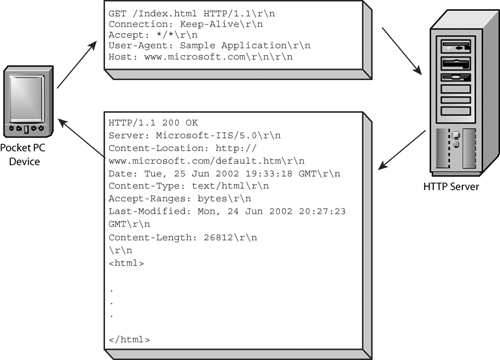 GET /Index.html HTTP/1.1\r\n
Connection: Keep-Alive\r\n
Accept: */*\r\n
User-Agent: Sample Application\r\n
Host: www.microsoft.com\r\n\r\n
Pocket PC
Device
HTTP Server
HTTP/1.1 200 OK
Server: Microsoft-IIS/5.0\r\n
Content-Location: http://
www.microsoft.com/default.htm\r\n
Date: Tue, 25 Jun 2002 19:33:18 GMT\r\n
Content-Type: text/html\r\n
Accept-Ranges: bytes\r\n
Last-Modified: Mon, 24 Jun 2002 20:27:23
GMT\r\n
Content-Length: 26812\r\n
\r\n
<html>
.
.
.
</html>